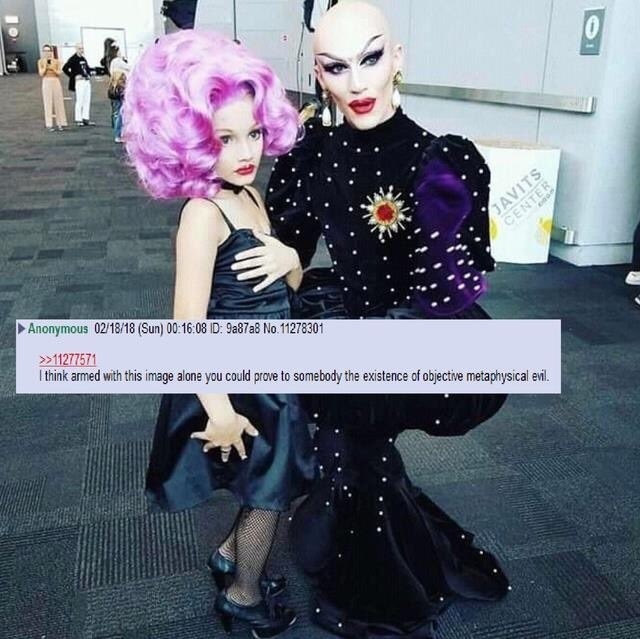 JAVITS
CENTER
Anonymous 02/18/18 (Sun) 00:16:08 ID: 9a87a8 No.11278301
>>11277571
I think armed with this image alone you could prove to somebody the existence of objective metaphysical evil.